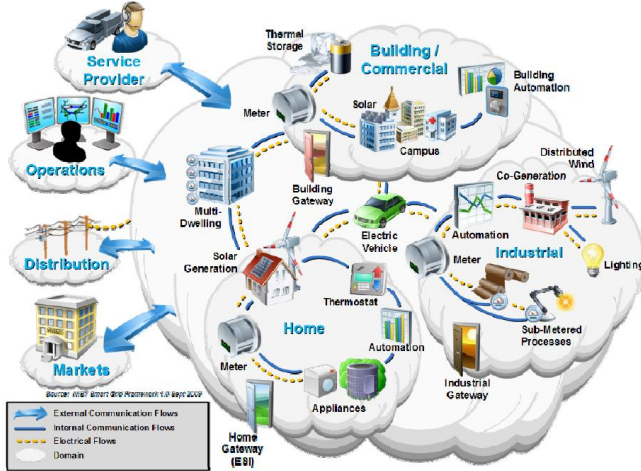 Service
Provider
Operations
Distribution
Markets
Thermal
Storage
Building /
Commercial
Building
Automation
Meter
Solar
Campus
Building
Gateway
Multi-
Dwelling
Electric
Vehicle
Distributed
Wind
Co-Generation
Automation
Industrial
Meter
Lighting
Sub-Metered
Processes
Industrial
Gateway
Solar
Generation
Thermostat
Home
Meter
Automation
Appliances
Home
Gateway
(ESI)
Source: NIST Smart Grid Framework 1.0 Sept 2009
External Communication Flows
Internal Communication Flows
Electrical Flows
Domain